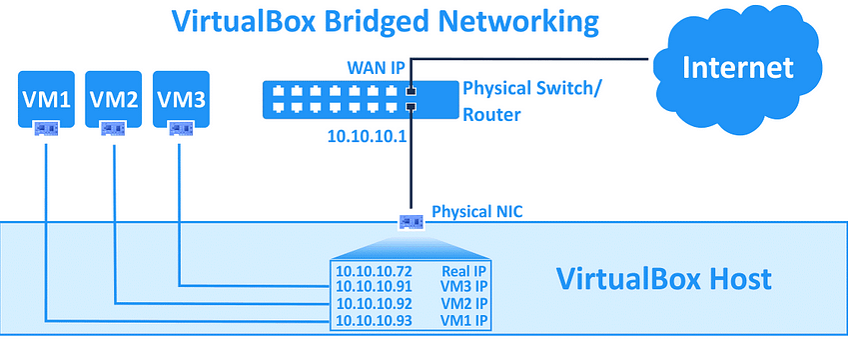 VirtualBox Bridged Networking
WAN IP
Internet
VM1 VM2 VM3
Physical Switch/
Router
10.10.10.1
Physical NIC
10.10.10.72 Real IP
10.10.10.91 VM3 IP
10.10.10.92 VM2 IP
10.10.10.93 VM1 IP
VirtualBox Host